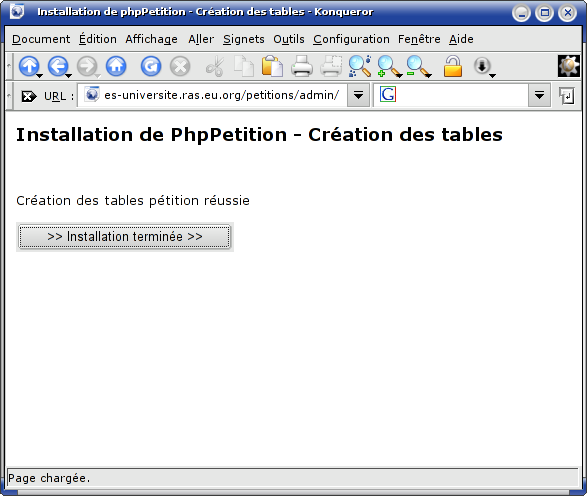 Installation de phpPetition - Création des tables - Konqueror
Document Édition Affichage Aller Signets Outils Configuration Fenêtre Aide
URL : es-universite.ras.eu.org/petitions/admin/ G
Installation de PhpPetition - Création des tables
Création des tables pétition réussie
>> Installation terminée >>
Page chargée.